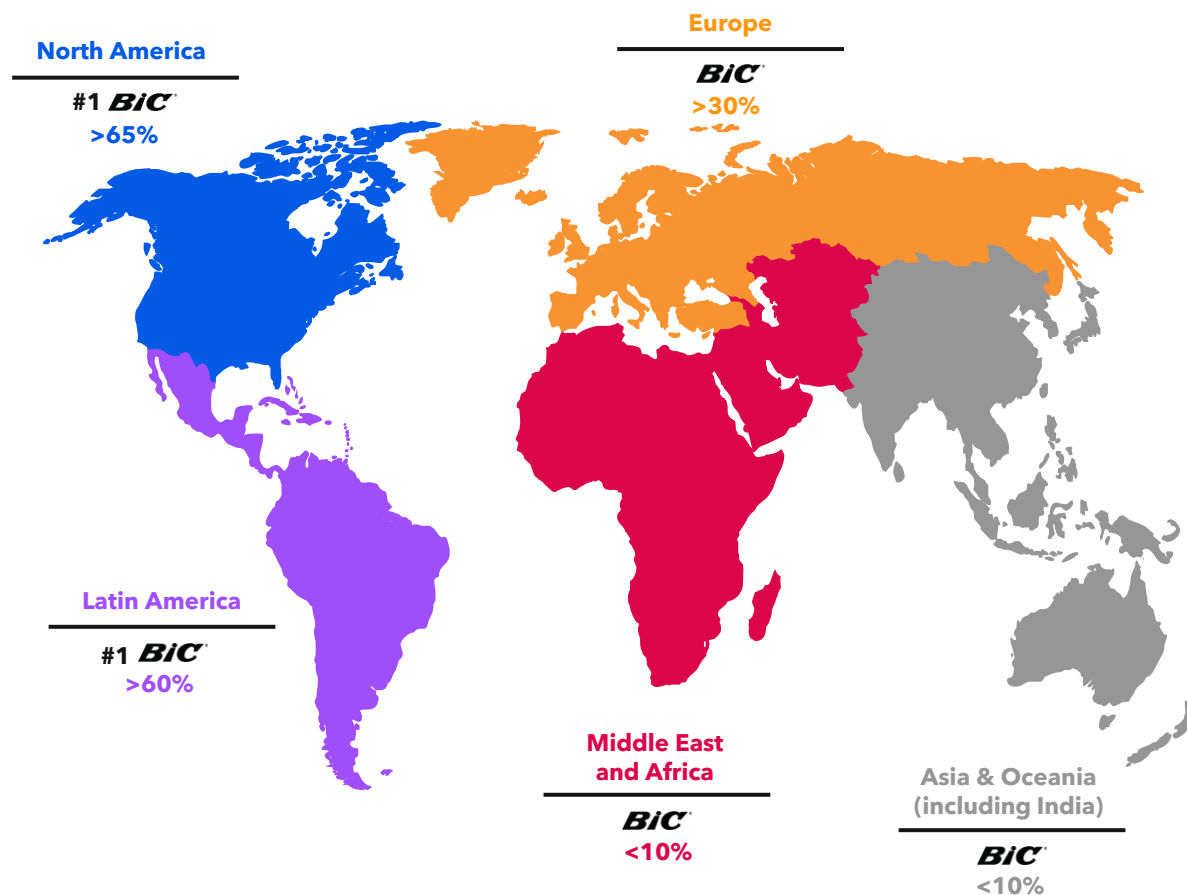 North America
#1 BiC®
>65%
Europe
BiC®
>30%
Latin America
#1 BiC®
>60%
Middle East
and Africa
BiC®
<10%
Asia & Oceania
(including India)
BiC®
<10%